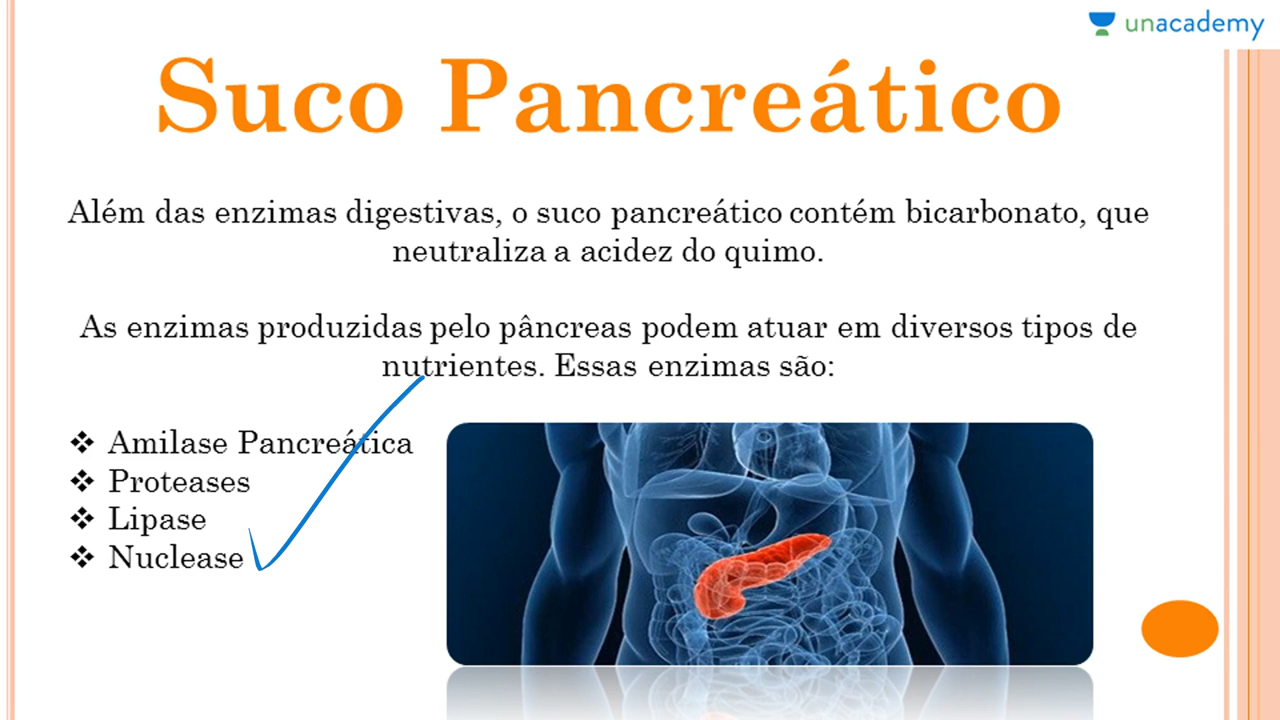 unacademy
Suco Pancreático
Além das enzimas digestivas, o suco pancreático contém bicarbonato, que
neutraliza a acidez do quimo.
As enzimas produzidas pelo pâncreas podem atuar em diversos tipos de
nutrientes. Essas enzimas são:
❖ Amilase Pancreática
❖ Proteases
❖ Lipase
❖ Nuclease